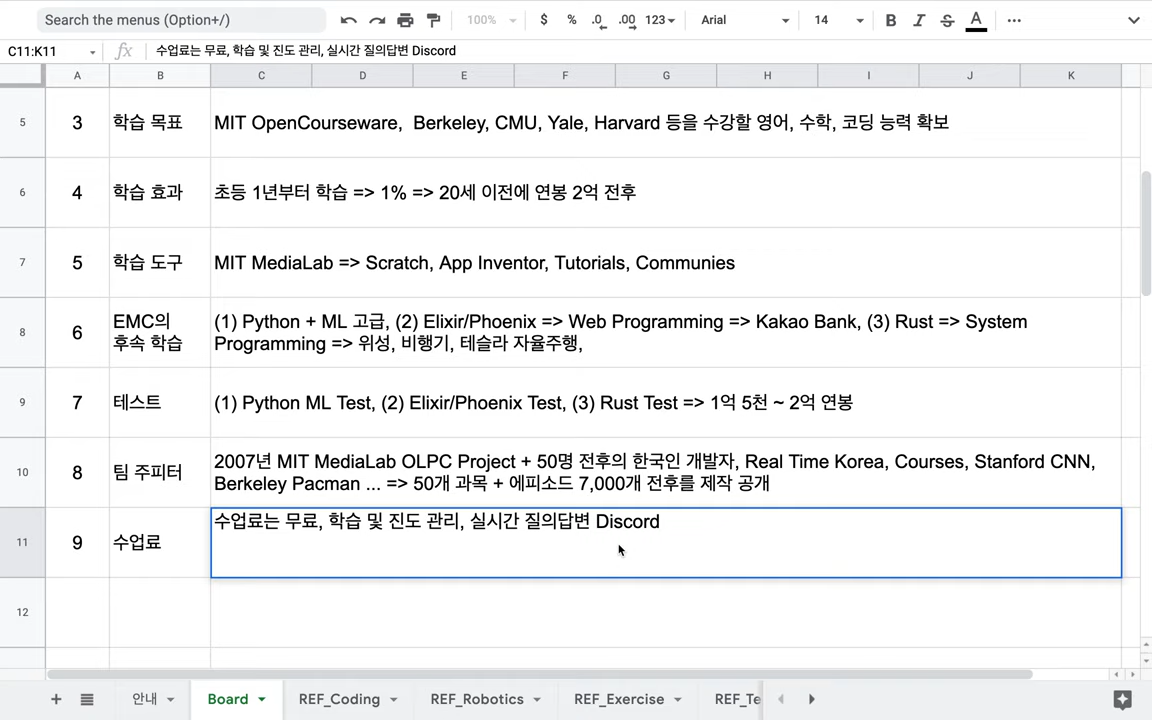 Search the menus (Option+/)
100%
$ % .0 .00 123
Arial
14
B I S A
C11:K11
fx 수업료는 무료, 학습 및 진도 관리, 실시간 질의답변 Discord
A B C D E F G H I J K
5 3 학습 목표 MIT OpenCourseware, Berkeley, CMU, Yale, Harvard 등을 수강할 영어, 수학, 코딩 능력 확보
6 4 학습 효과 초등 1년부터 학습 => 1% => 20세 이전에 연봉 2억 전후
7 5 학습 도구 MIT MediaLab => Scratch, App Inventor, Tutorials, Communies
8 6 EMC의
후속 학습
(1) Python + ML 고급, (2) Elixir/Phoenix => Web Programming => Kakao Bank, (3) Rust => System
Programming => 위성, 비행기, 테슬라 자율주행,
9 7 테스트 (1) Python ML Test, (2) Elixir/Phoenix Test, (3) Rust Test => 1억 5천 ~ 2억 연봉
10 8 팀 주피터
2007년 MIT MediaLab OLPC Project + 50명 전후의 한국인 개발자, Real Time Korea, Courses, Stanford CNN,
Berkeley Pacman ... => 50개 과목 + 에피소드 7,000개 전후를 제작 공개
11 9 수업료 수업료는 무료, 학습 및 진도 관리, 실시간 질의답변 Discord
12
안내 Board REF_Coding REF_Robotics REF_Exercise REF_Te